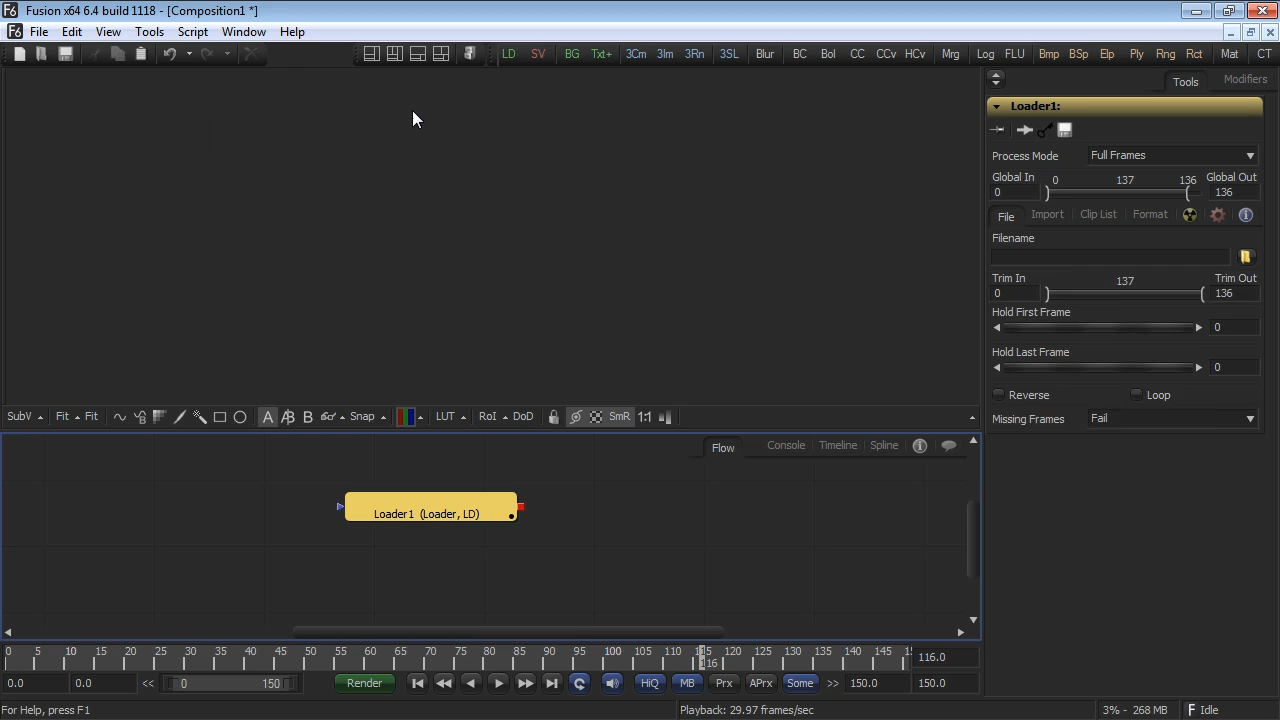 Fusion x64 6.4 build 1118 - [Composition1 *]
File Edit View Tools Script Window Help
LD SV BG Txt+ 3Cm 3Im 3Rn 3SL Blur BC Bol CC CCv HCv Mrg Log FLU Bmp BSp Elp Ply Rng Rct Mat CT
Tools Modifiers
Loader1:
Process Mode Full Frames
Global In 0 137 136 Global Out
0 136
File Import Clip List Format
Filename
Trim In 137 Trim Out
0 136
Hold First Frame
0
Hold Last Frame
0
Reverse Loop
Missing Frames Fail
SubV Fit Fit A B Snap LUT RoI DoD SmR 1:1
Flow Console Timeline Spline
Loader1 (Loader, LD)
0 5 10 15 20 25 30 35 40 45 50 55 60 65 70 75 80 85 90 95 100 105 110 115 120 125 130 135 140 145
116
116.0
0.0 0.0 << 0 150 Render HiQ MB Prx APrx Some >> 150.0 150.0
For Help, press F1 Playback: 29.97 frames/sec 3% - 268 MB Idle